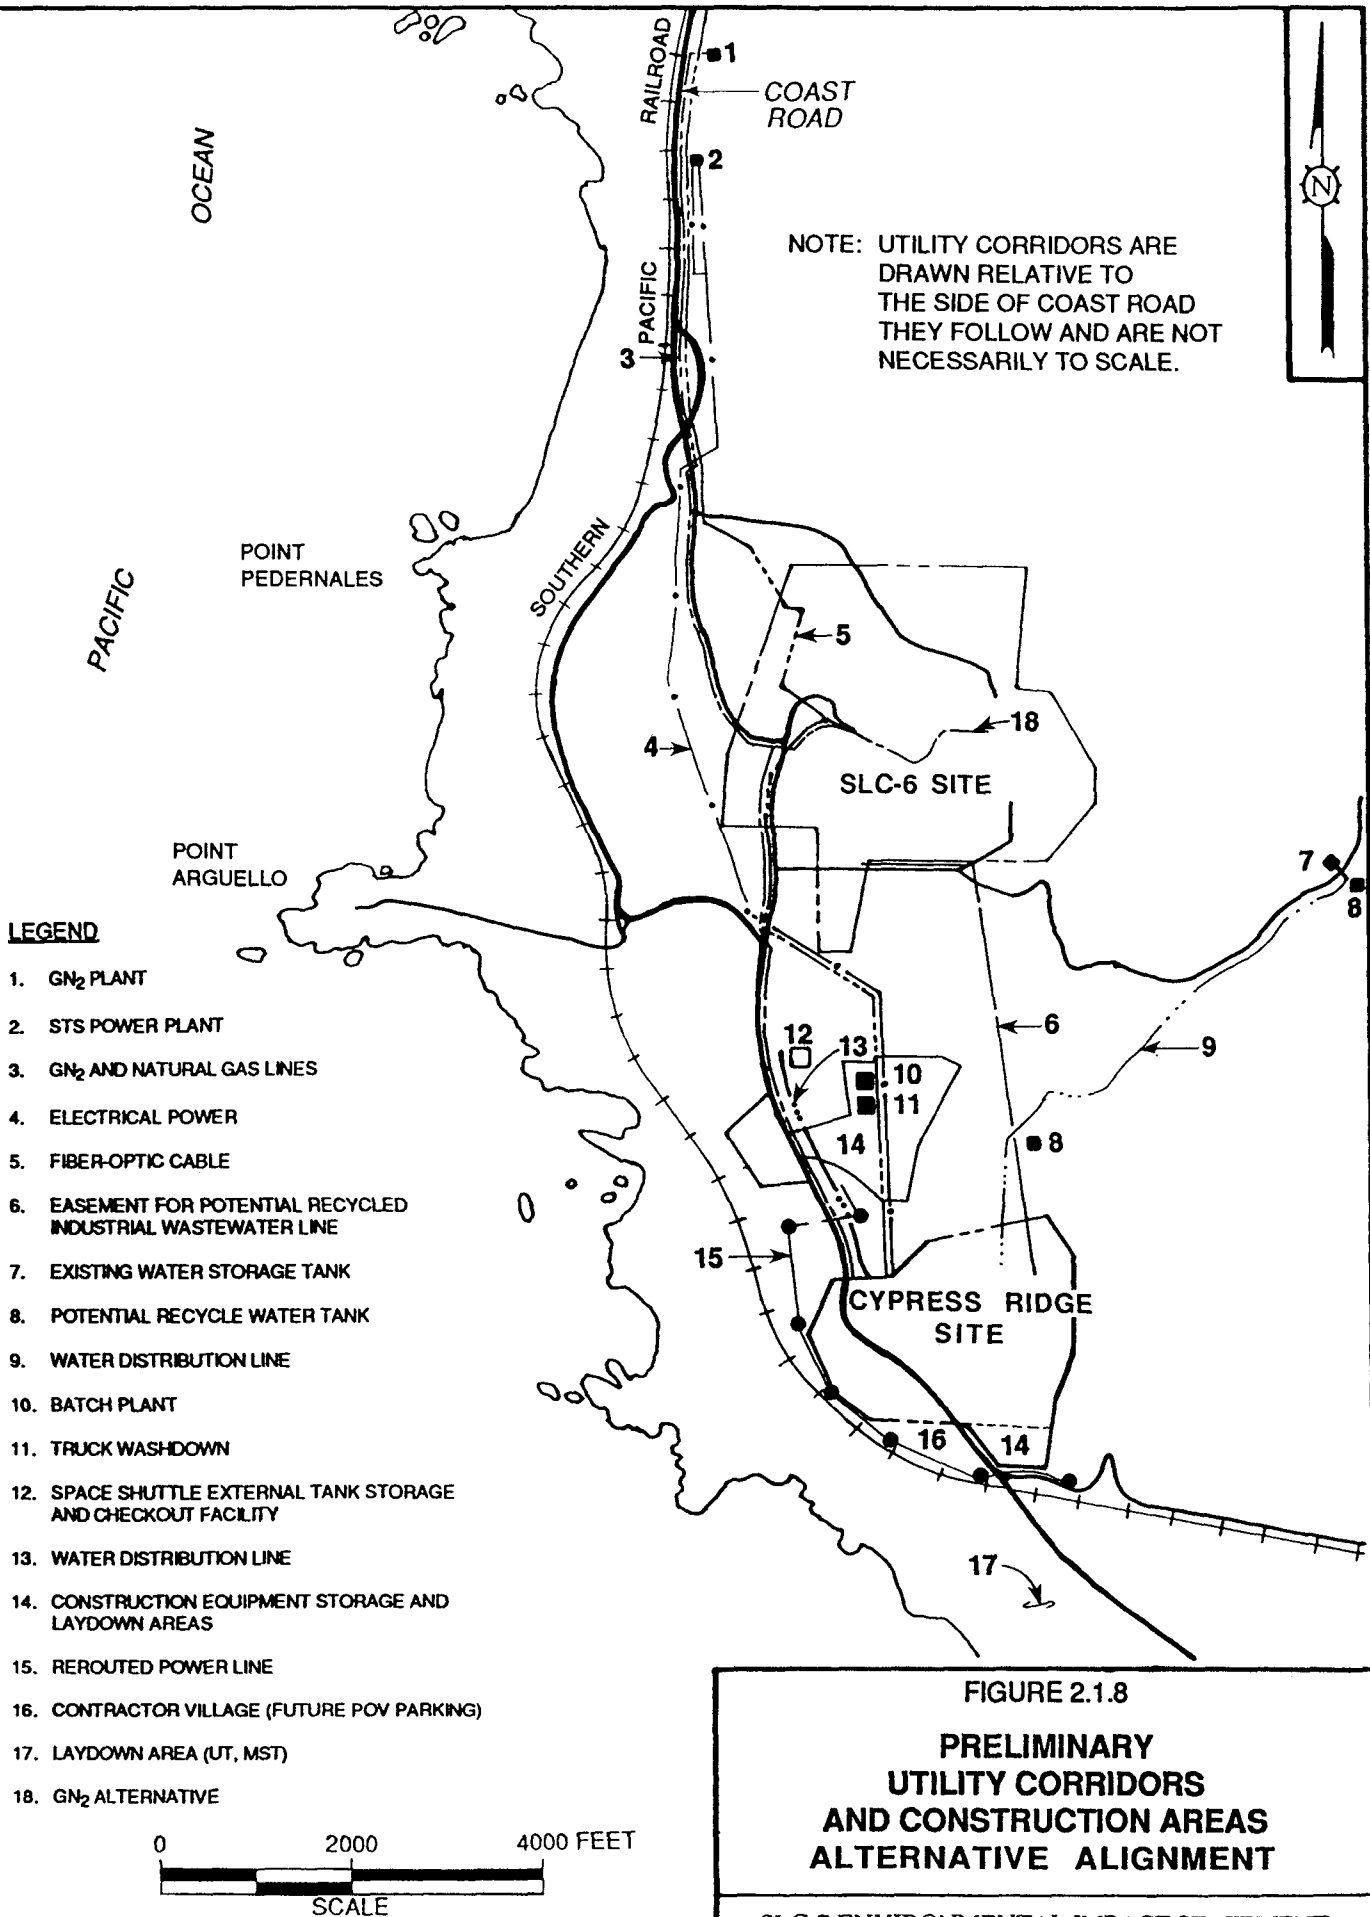 RAILROAD
1
COAST
ROAD
OCEAN
2
N
NOTE: UTILITY CORRIDORS ARE
DRAWN RELATIVE TO
THE SIDE OF COAST ROAD
THEY FOLLOW AND ARE NOT
NECESSARILY TO SCALE.
PACIFIC
3
POINT
PEDERNALES
SOUTHERN
PACIFIC
5
18
4
SLC-6 SITE
POINT
ARGUELLO
7
8
LEGEND
1. GN2 PLANT
2. STS POWER PLANT
3. GN2 AND NATURAL GAS LINES
4. ELECTRICAL POWER
5. FIBER-OPTIC CABLE
6. EASEMENT FOR POTENTIAL RECYCLED
INDUSTRIAL WASTEWATER LINE
7. EXISTING WATER STORAGE TANK
8. POTENTIAL RECYCLE WATER TANK
9. WATER DISTRIBUTION LINE
10. BATCH PLANT
11. TRUCK WASHDOWN
12. SPACE SHUTTLE EXTERNAL TANK STORAGE
AND CHECKOUT FACILITY
13. WATER DISTRIBUTION LINE
14. CONSTRUCTION EQUIPMENT STORAGE AND
LAYDOWN AREAS
15. REROUTED POWER LINE
16. CONTRACTOR VILLAGE (FUTURE POV PARKING)
17. LAYDOWN AREA (UT, MST)
18. GN2 ALTERNATIVE
6
12
13
9
10
11
14
8
15
CYPRESS RIDGE
SITE
16
14
17
0 2000 4000 FEET
SCALE
FIGURE 2.1.8
PRELIMINARY
UTILITY CORRIDORS
AND CONSTRUCTION AREAS
ALTERNATIVE ALIGNMENT